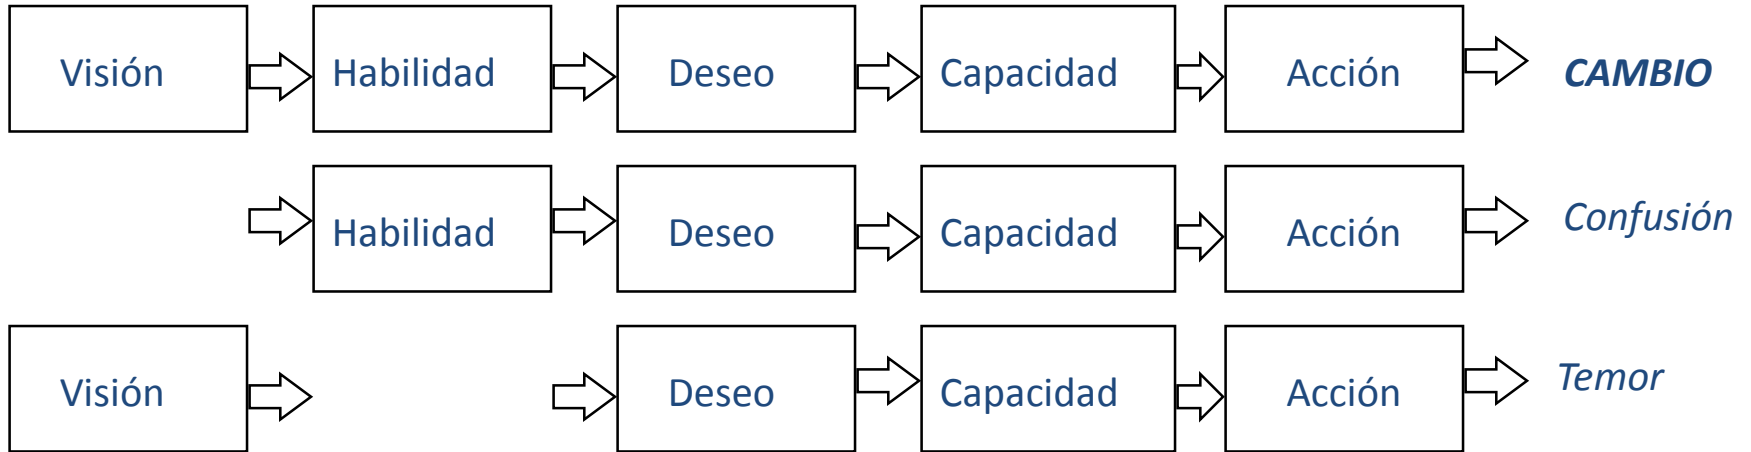 Visión Habilidad Deseo Capacidad Acción CAMBIO
Habilidad Deseo Capacidad Acción Confusión
Visión Deseo Capacidad Acción Temor